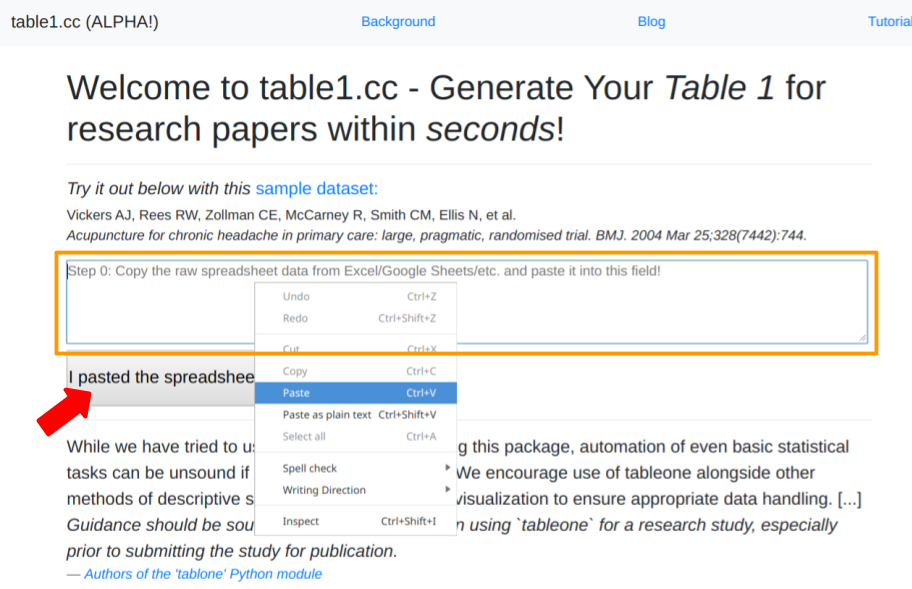 table1.cc (ALPHA!) Background Blog Tutorial
Welcome to table1.cc - Generate Your Table 1 for
research papers within seconds!
Try it out below with this sample dataset:
Vickers AJ, Rees RW, Zollman CE, McCarney R, Smith CM, Ellis N, et al.
Acupuncture for chronic headache in primary care: large, pragmatic, randomised trial. BMJ. 2004 Mar 25;328(7442):744.
Step 0: Copy the raw spreadsheet data from Excel/Google Sheets/etc. and paste it into this field!
Undo Ctrl+Z
Redo Ctrl+Shift+Z
Cut Ctrl+X
Copy Ctrl+C
Paste Ctrl+V
Paste as plain text Ctrl+Shift+V
Select all Ctrl+A
Spell check
Writing Direction
Inspect Ctrl+Shift+I
I pasted the spreadshee
While we have tried to g this package, automation of even basic statistical
tasks can be unsound if We encourage use of tableone alongside other
methods of descriptive visualization to ensure appropriate data handling. [...]
Guidance should be using `tableone` for a research study, especially
prior to submitting the study for publication.
— Authors of the 'tablone' Python module